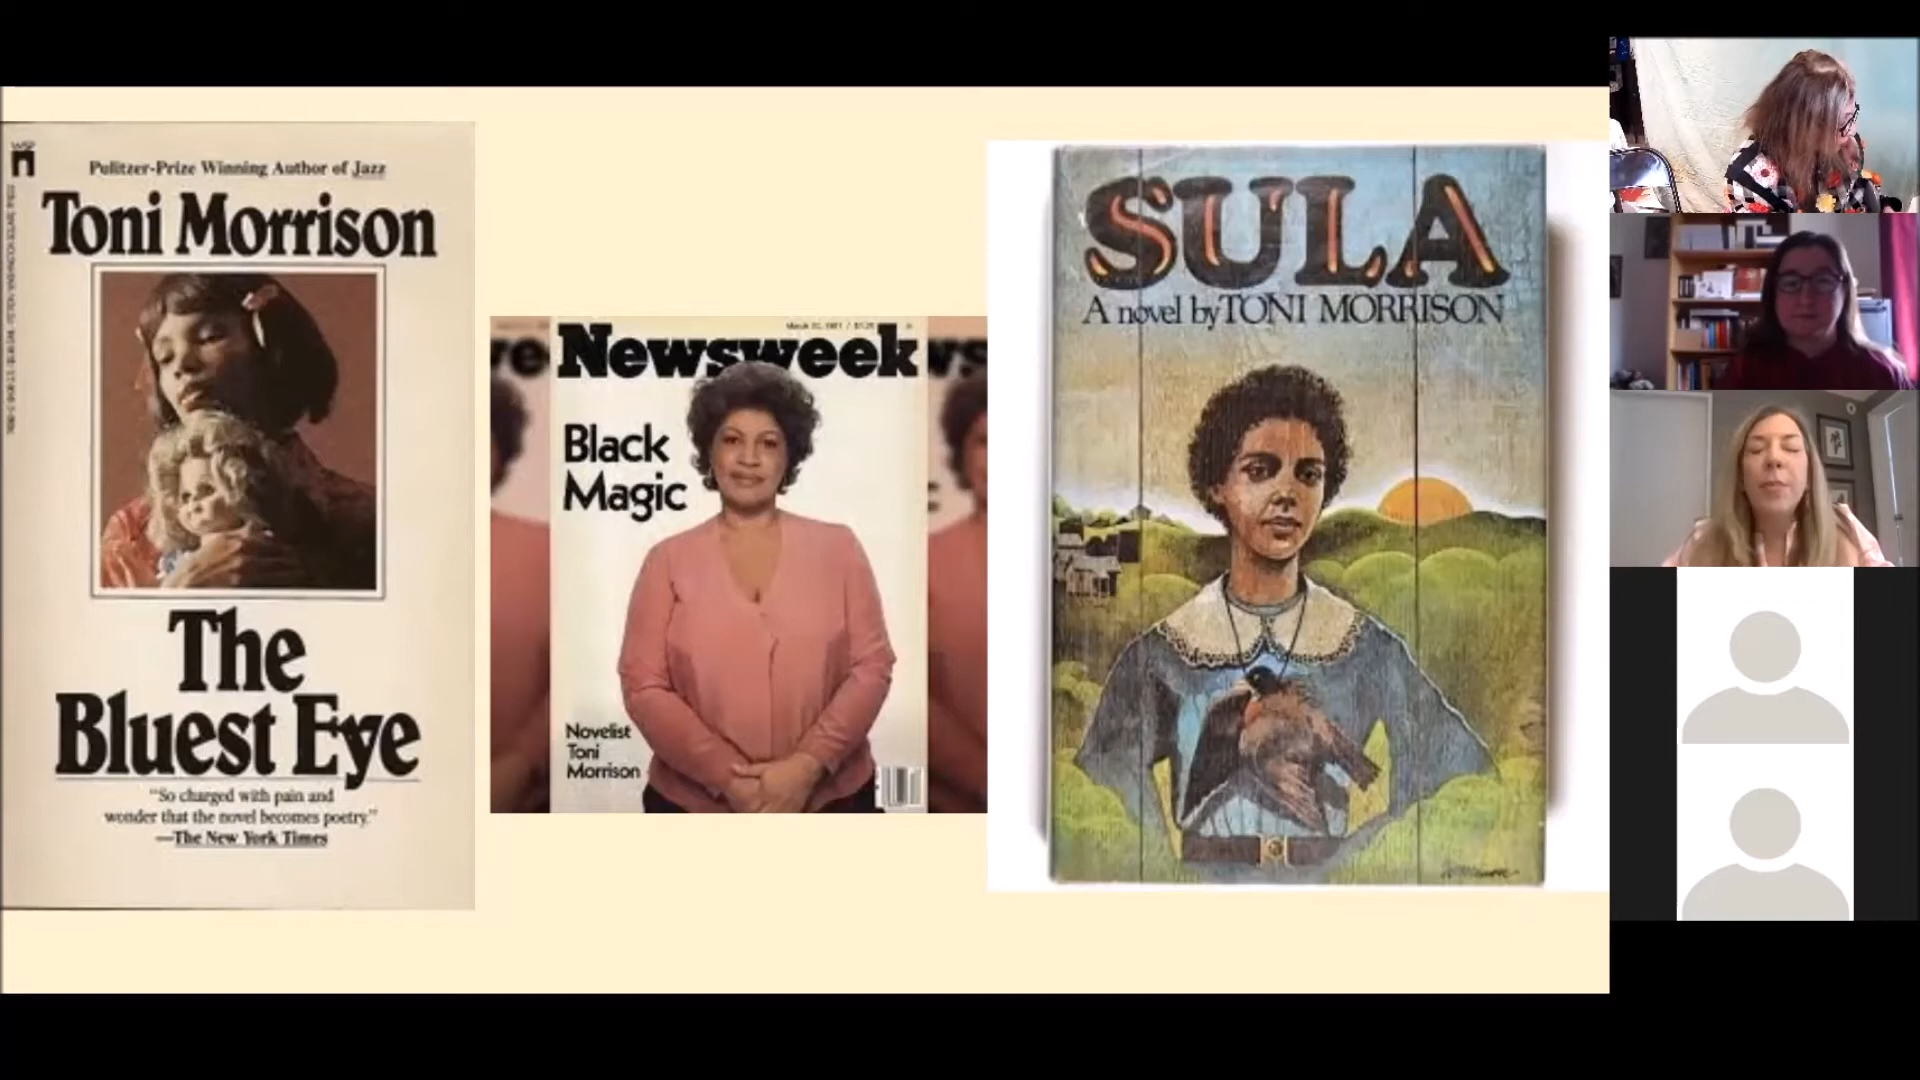 WSP
Pulitzer-Prize Winning Author of Jazz
Toni Morrison
The
Bluest Eye
"So charged with pain and
wonder that the novel becomes poetry."
—The New York Times
Newsweek
Black
Magic
Novelist
Toni
Morrison
SULA
A novel by TONI MORRISON